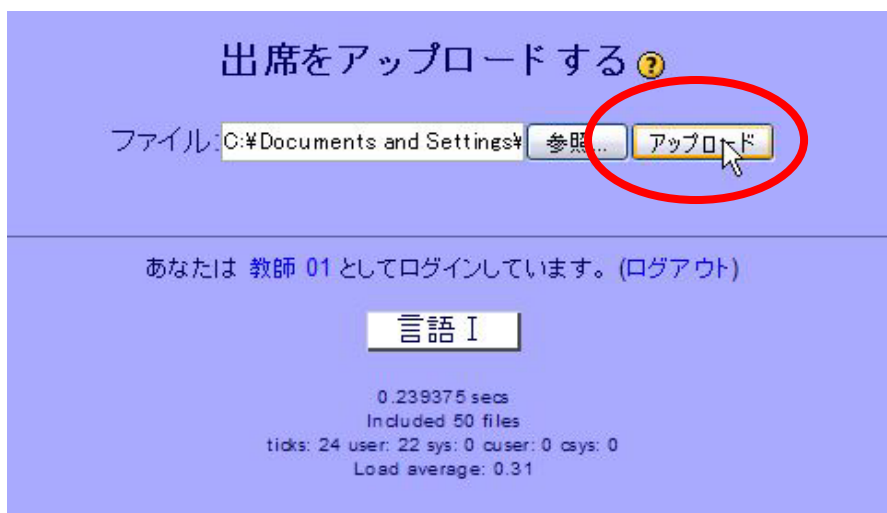 出席をアップロードする
ファイル: C:¥Documents and Settings¥ 参照... アップロード
あなたは 教師 01 としてログインしています。(ログアウト)
言語 I
0.239375 secs
Included 50 files
ticks: 24 user: 22 sys: 0 cuser: 0 csys: 0
Load average: 0.31